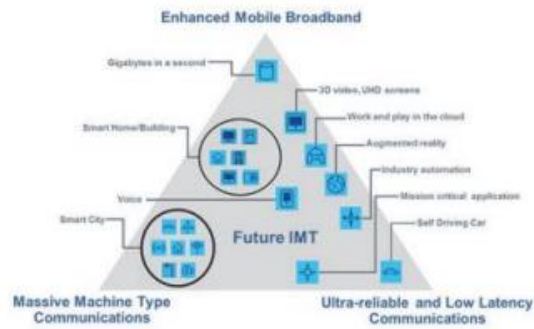 Enhanced Mobile Broadband
Gigabytes in a second
3D video, UHD screens
Work and play in the cloud
Smart Home/Building
Augmented reality
Industry automation
Mission critical application
Voice
Smart City
Self Driving Car
Future IMT
Massive Machine Type
Communications
Ultra-reliable and Low Latency
Communications